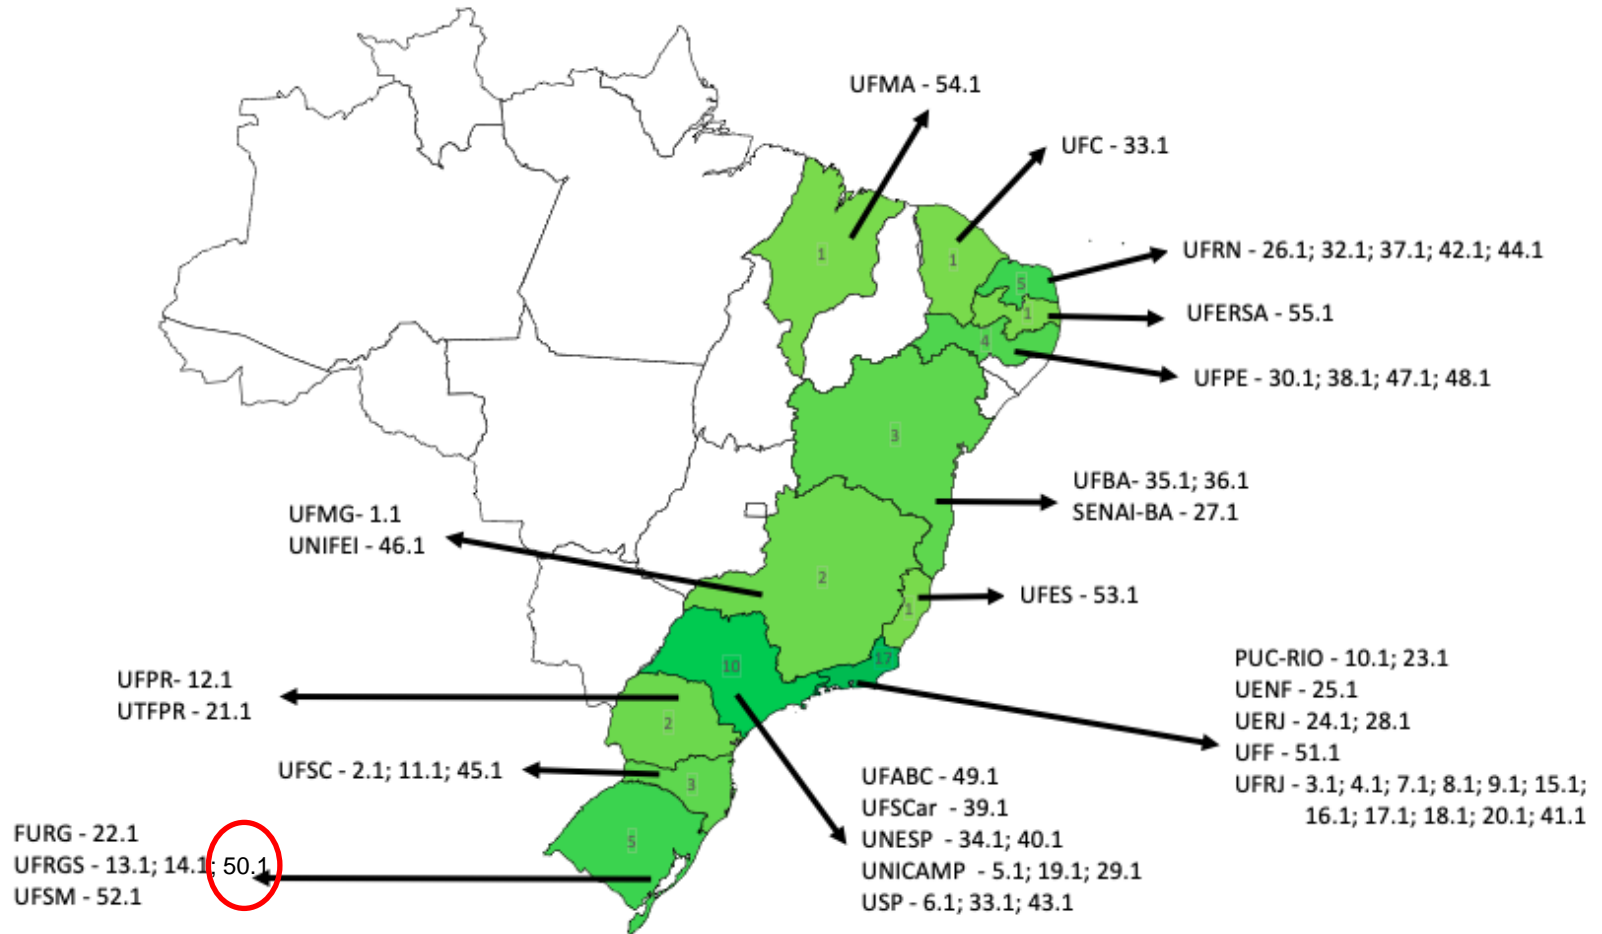 UFMA - 54.1
UFC - 33.1
UFRN - 26.1; 32.1; 37.1; 42.1; 44.1
UFERSA - 55.1
UFPE - 30.1; 38.1; 47.1; 48.1
UFBA- 35.1; 36.1
SENAI-BA - 27.1
UFMG- 1.1
UNIFEI - 46.1
UFES - 53.1
PUC-RIO - 10.1; 23.1
UENF - 25.1
UERJ - 24.1; 28.1
UFF - 51.1
UFRJ - 3.1; 4.1; 7.1; 8.1; 9.1; 15.1;
16.1; 17.1; 18.1; 20.1; 41.1
UFPR- 12.1
UTFPR - 21.1
UFSC - 2.1; 11.1; 45.1
UFABC - 49.1
UFSCar - 39.1
UNESP - 34.1; 40.1
UNICAMP - 5.1; 19.1; 29.1
USP - 6.1; 33.1; 43.1
FURG - 22.1
UFRGS - 13.1; 14.1; 50.1
UFSM - 52.1
1
1
5
1
4
3
2
1
17
10
2
3
5